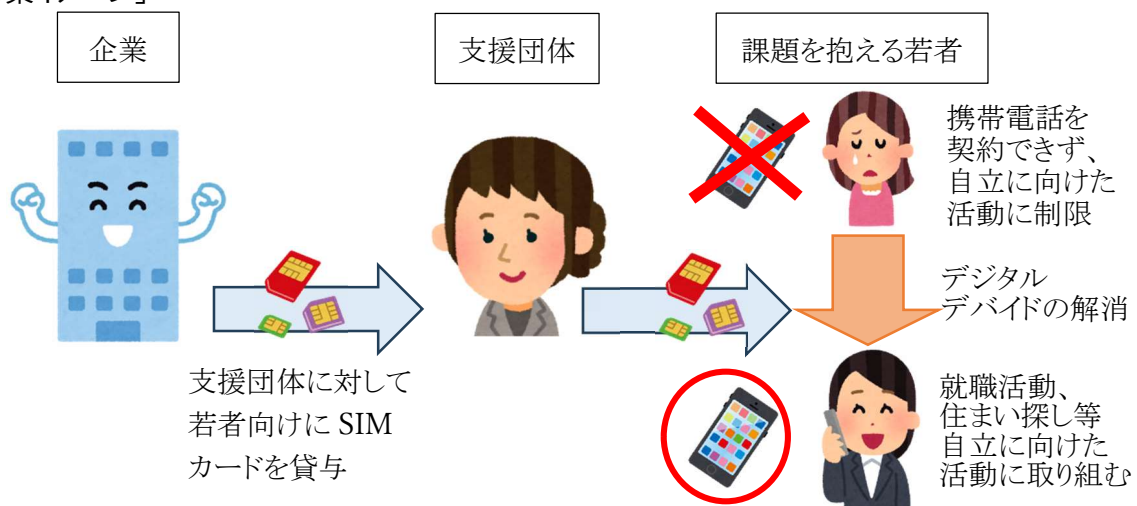 企業
支援団体
課題を抱える若者
携帯電話を
契約できず、
自立に向けた
活動に制限
デジタル
デバイドの解消
支援団体に対して
若者向けに SIM
カードを貸与
就職活動、
住まい探し等
自立に向けた
活動に取り組む